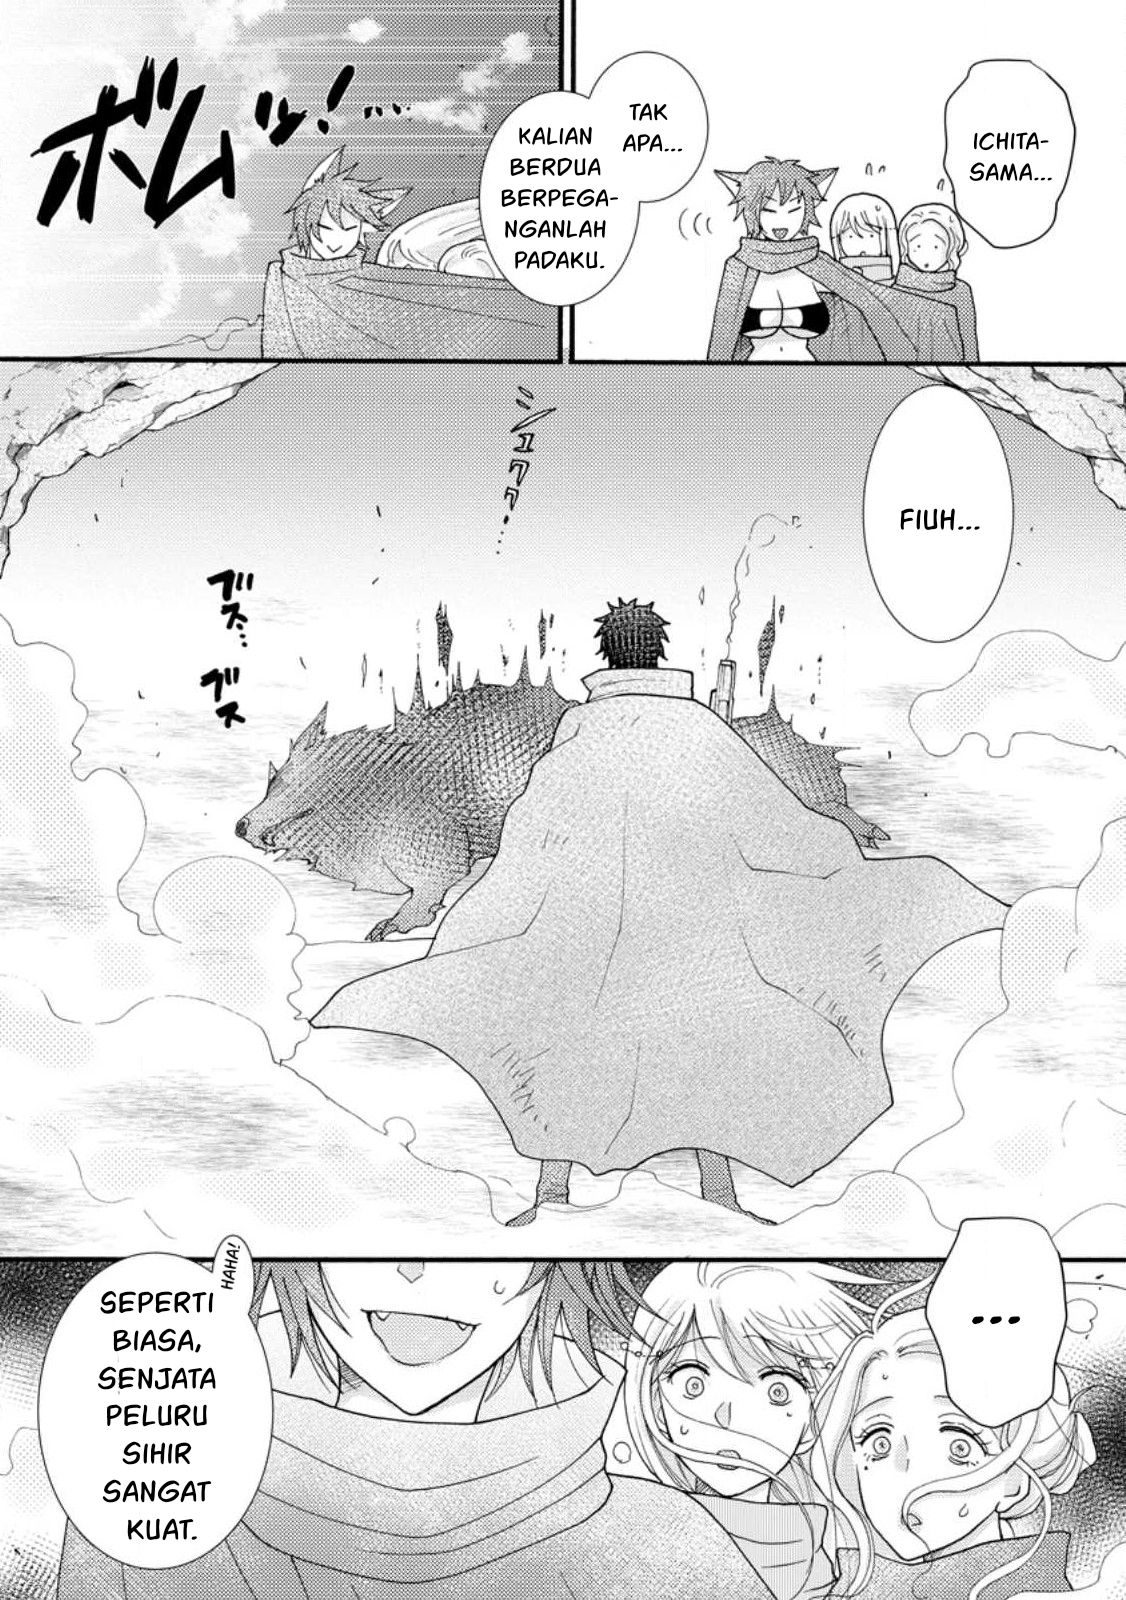 ICHITA-
SAMA...
TAK
APA...
KALIAN
BERDUA
BERPEGA-
NGANLAH
PADAKU.
ボムッ!...
FIUH...
シュウウ...
ブス...
ブス
...
HAHA!
SEPERTI
BIASA,
SENJATA
PELURU
SIHIR
SANGAT
KUAT.